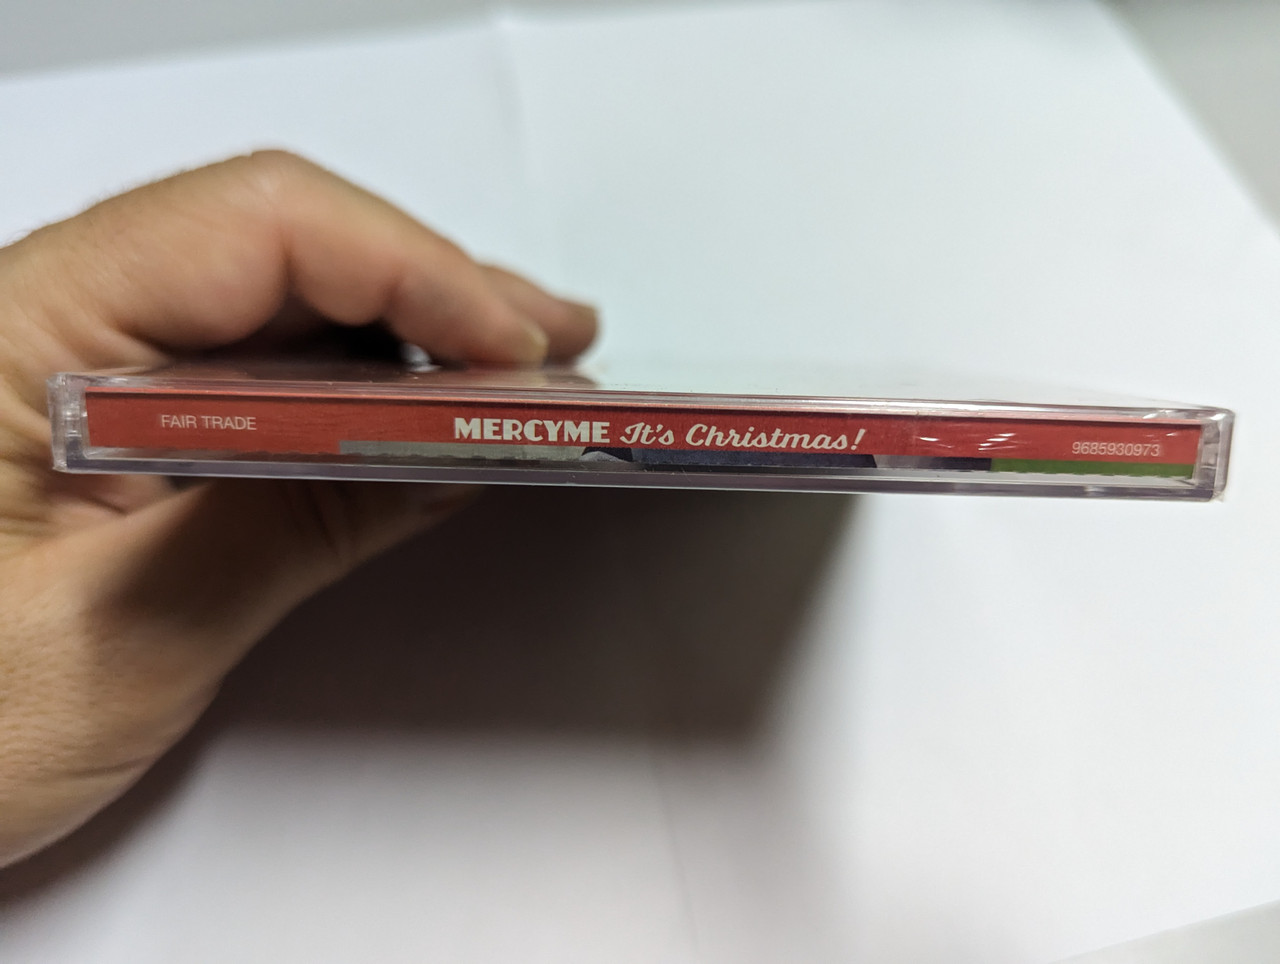 FAIR TRADE
MERCYME It's Christmas!
9685930973